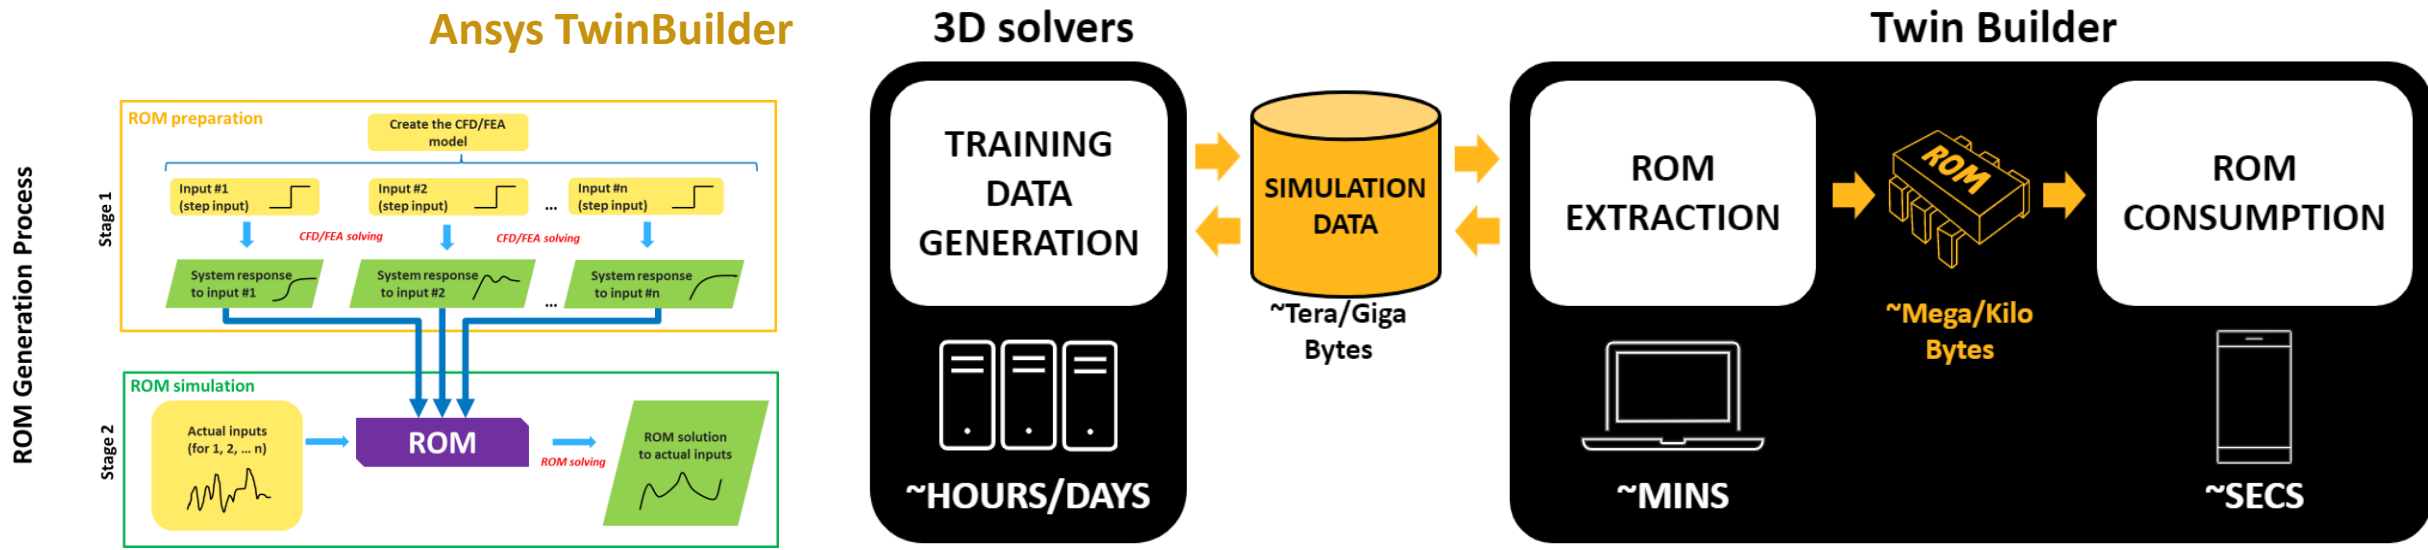 Ansys TwinBuilder
ROM Generation Process
Stage 1
ROM preparation
Create the CFD/FEA
model
Input #1
(step input)
Input #2
(step input)
...
Input #n
(step input)
CFD/FEA solving
CFD/FEA solving
System response
to input #1
System response
to input #2
...
System response
to input #n
Stage 2
ROM simulation
Actual inputs
(for 1, 2, ... n)
ROM
ROM solving
ROM solution
to actual inputs
3D solvers
TRAINING
DATA
GENERATION
~HOURS/DAYS
SIMULATION
DATA
~Tera/Giga
Bytes
Twin Builder
ROM
EXTRACTION
~MINS
ROM
~Mega/Kilo
Bytes
ROM
CONSUMPTION
~SECS